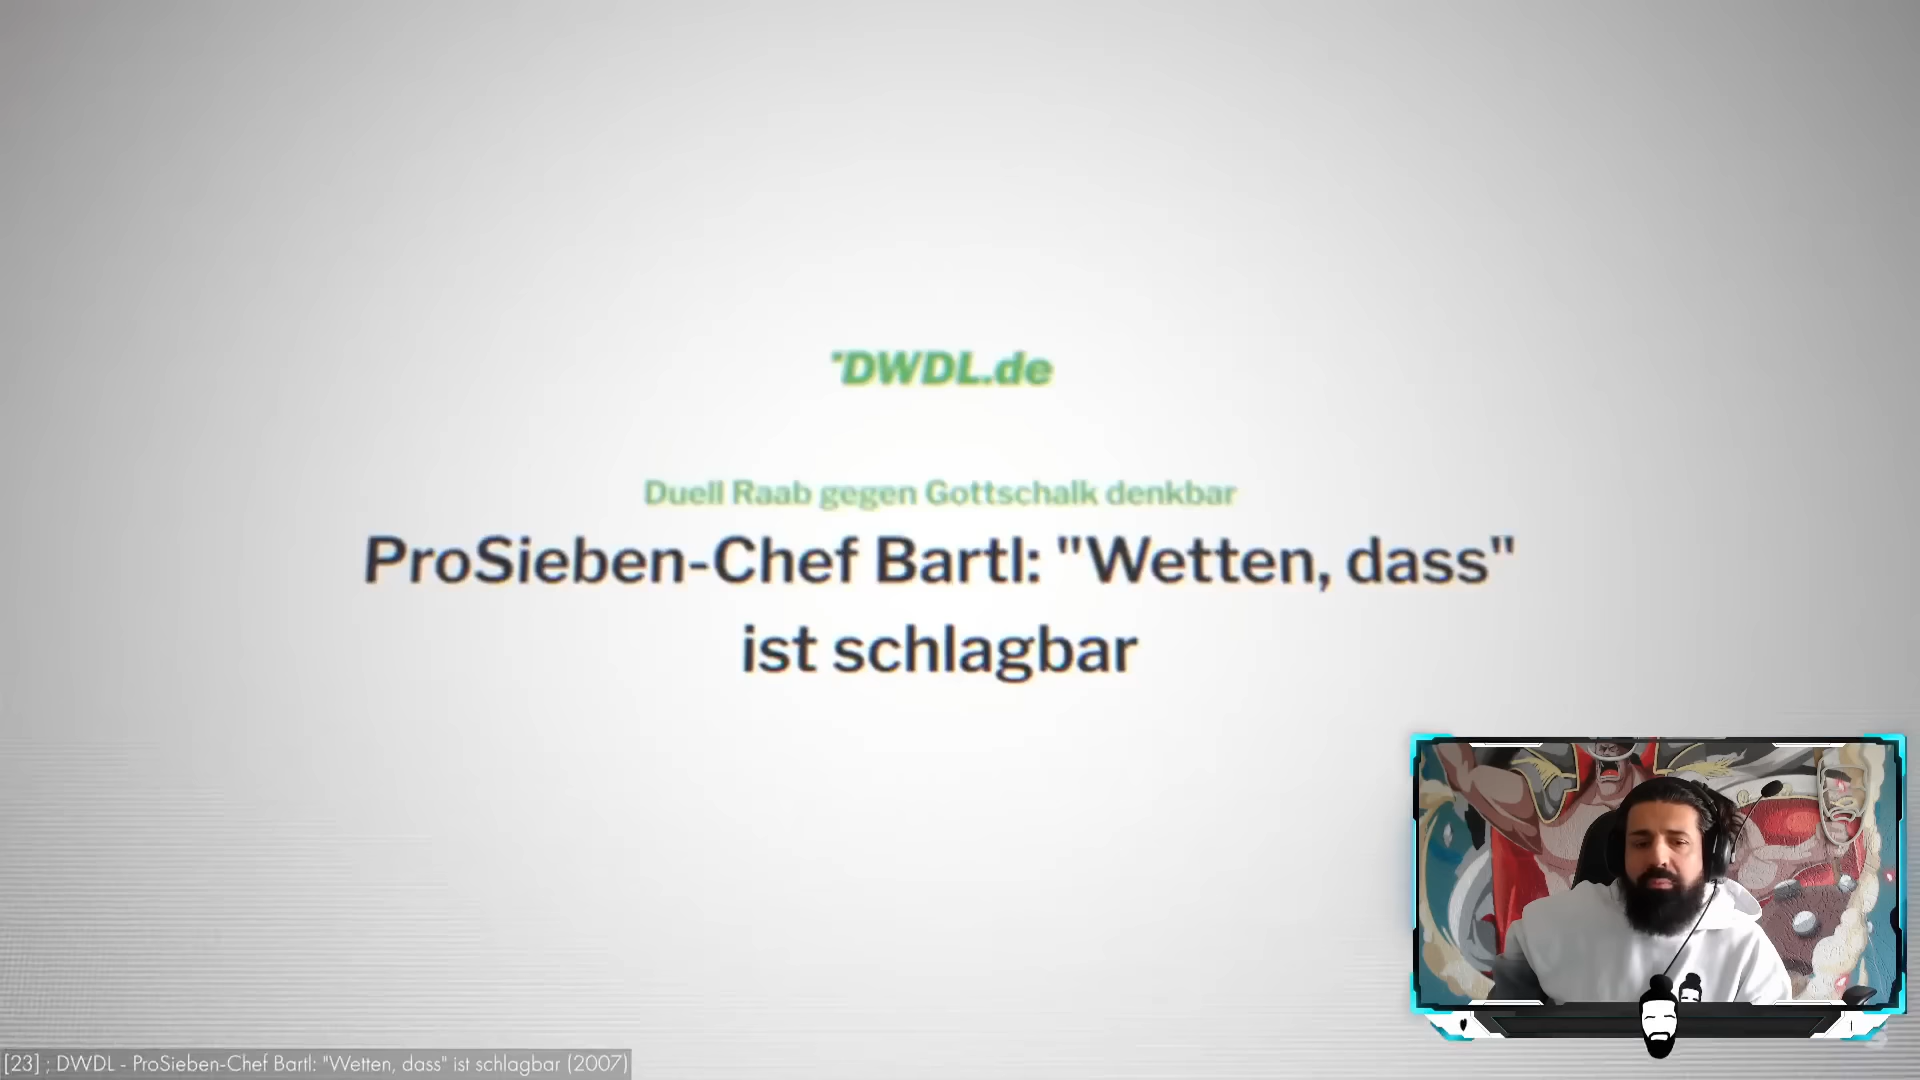 DWDL.de
Duell Raab gegen Gottschalk denkbar
ProSieben-Chef Bartl: "Wetten, dass"
ist schlagbar
[23] ; DWDL - ProSieben-Chef Bartl: "Wetten, dass" ist schlagbar (2007)